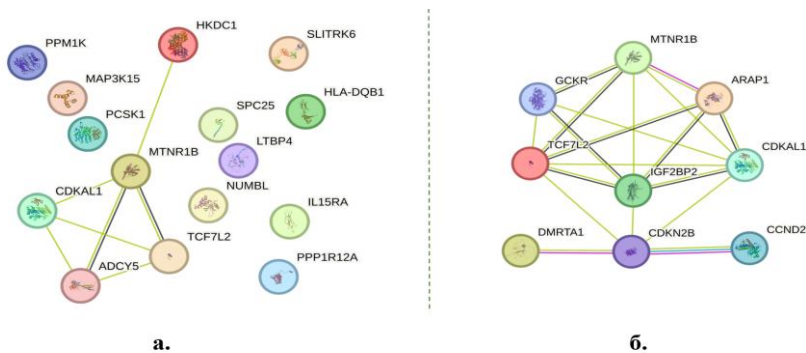 HKDC1
PPM1K
SLITRK6
MAP3K15
HLA-DQB1
PCSK1
SPC25
LTBP4
MTNR1B
NUMBL
CDKAL1
IL15RA
TCF7L2
ADCY5
PPP1R12A
а.
MTNR1B
GCKR
ARAP1
TCF7L2
CDKAL1
IGF2BP2
DMRTA1
CDKN2B
CCND2
б.